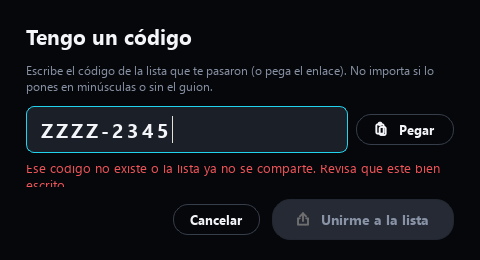 Tengo un código
Escribe el código de la lista que te pasaron (o pega el enlace). No importa si lo
pones en minúsculas o sin el guion.
ZZZZ-2345
Pegar
Ese código no existe o la lista ya no se comparte. Revisa que esté bien
escrito.
Cancelar
Unirme a la lista